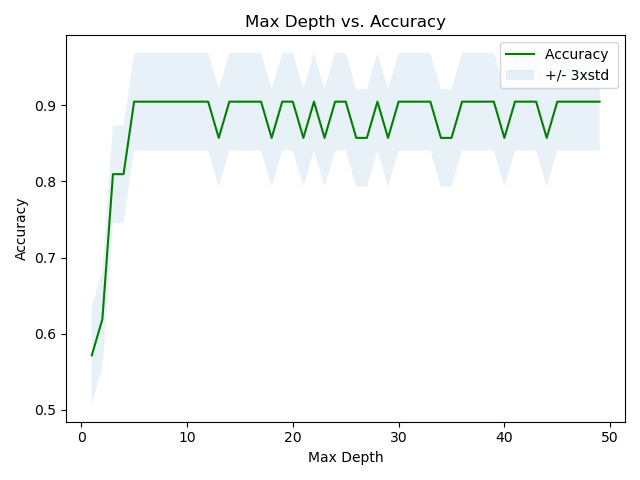 Max Depth vs. Accuracy
Accuracy
+/- 3xstd
Accuracy
0.9
0.8
0.7
0.6
0.5
0 10 20 30 40 50
Max Depth